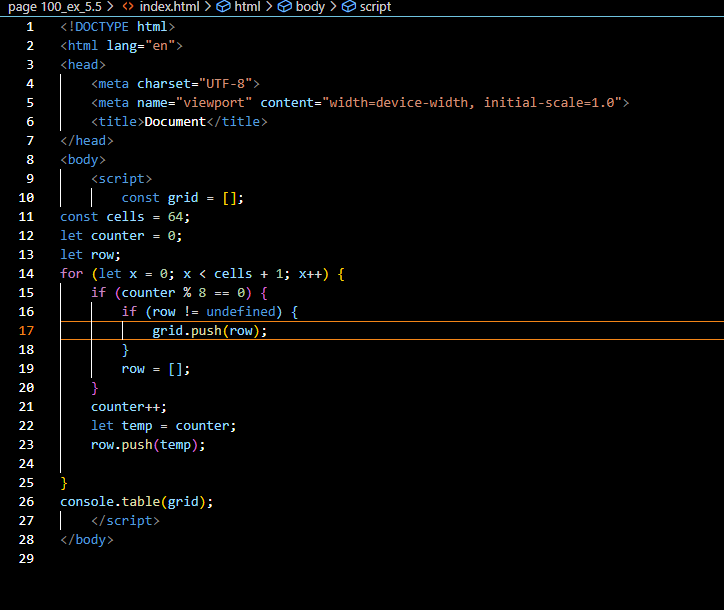 page 100_ex_5.5 > <> index.html > html > body > script
1 <!DOCTYPE html>
2 <html lang="en">
3 <head>
4     <meta charset="UTF-8">
5     <meta name="viewport" content="width=device-width, initial-scale=1.0">
6     <title>Document</title>
7 </head>
8 <body>
9     <script>
10         const grid = [];
11 const cells = 64;
12 let counter = 0;
13 let row;
14 for (let x = 0; x < cells + 1; x++) {
15     if (counter % 8 == 0) {
16         if (row != undefined) {
17             grid.push(row);
18         }
19         row = [];
20     }
21     counter++;
22     let temp = counter;
23     row.push(temp);
24
25 }
26 console.table(grid);
27     </script>
28 </body>
29